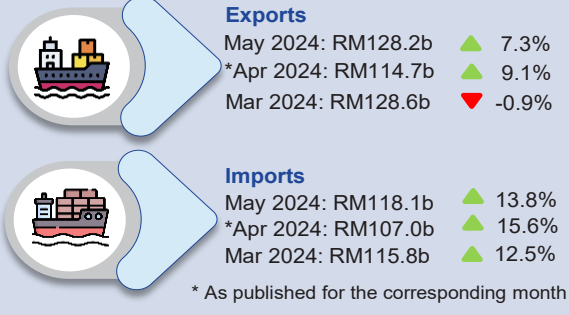 Exports
May 2024: RM128.2b 7.3%
*Apr 2024: RM114.7b 9.1%
Mar 2024: RM128.6b -0.9%
Imports
May 2024: RM118.1b 13.8%
*Apr 2024: RM107.0b 15.6%
Mar 2024: RM115.8b 12.5%
* As published for the corresponding month